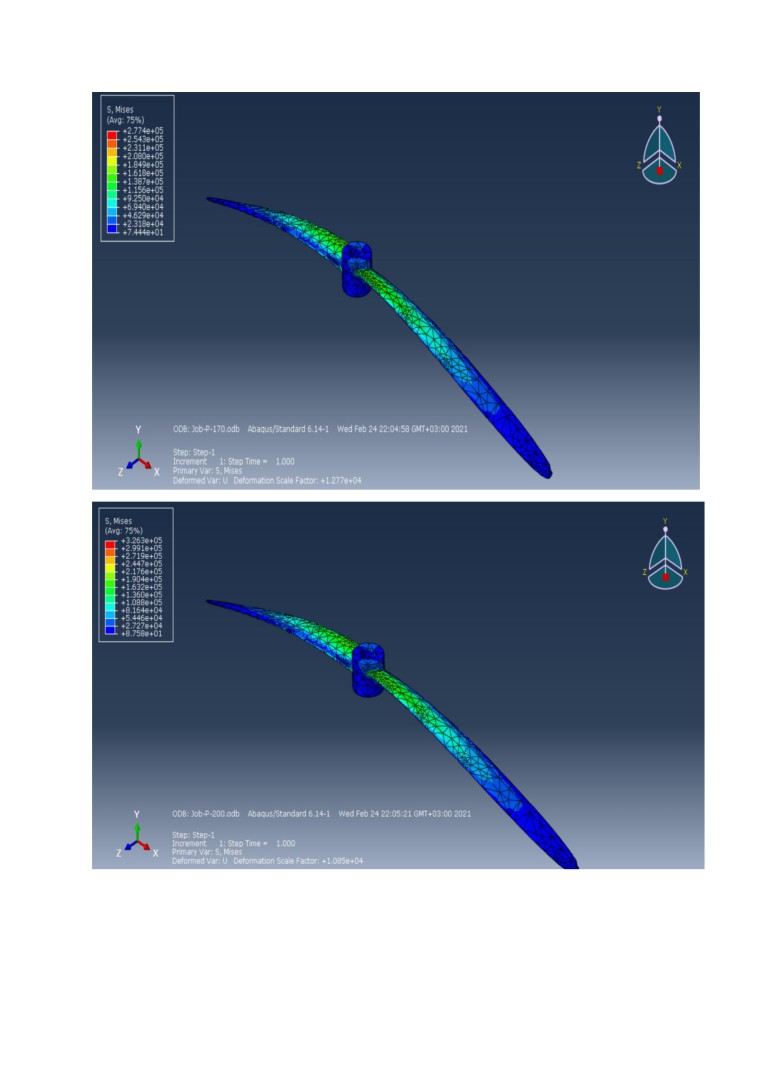 S, Mises
(Avg: 75%)
+2.774e+05
+2.543e+05
+2.311e+05
+2.080e+05
+1.849e+05
+1.618e+05
+1.387e+05
+1.156e+05
+9.250e+04
+6.940e+04
+4.629e+04
+2.318e+04
+7.444e+01
Y
Z X
Y
Z X
ODB: Job-P-170.odb Abaqus/Standard 6.14-1 Wed Feb 24 22:04:58 GMT+03:00 2021
Step: Step-1
Increment 1: Step Time = 1.000
Primary Var: S, Mises
Deformed Var: U Deformation Scale Factor: +1.277e+04
S, Mises
(Avg: 75%)
+3.263e+05
+2.991e+05
+2.719e+05
+2.447e+05
+2.176e+05
+1.904e+05
+1.632e+05
+1.360e+05
+1.088e+05
+8.164e+04
+5.446e+04
+2.727e+04
+8.758e+01
Y
Z X
Y
Z X
ODB: Job-P-200.odb Abaqus/Standard 6.14-1 Wed Feb 24 22:05:21 GMT+03:00 2021
Step: Step-1
Increment 1: Step Time = 1.000
Primary Var: S, Mises
Deformed Var: U Deformation Scale Factor: +1.085e+04